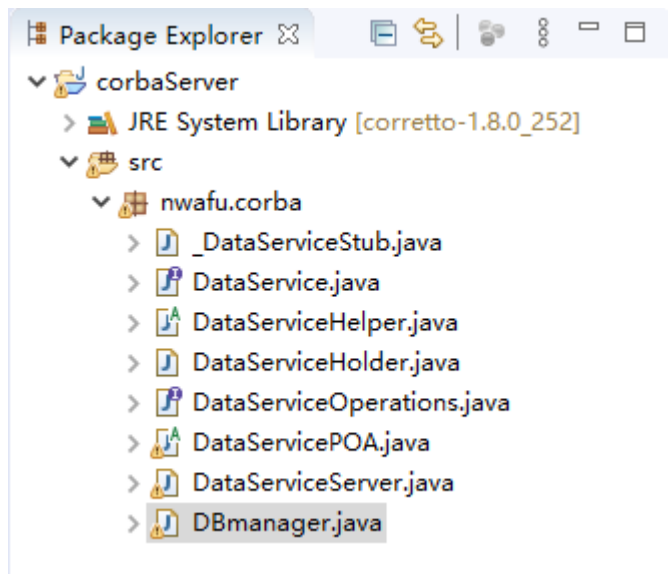 Package Explorer
corbaServer
JRE System Library [corretto-1.8.0_252]
src
nwafu.corba
_DataServiceStub.java
DataService.java
DataServiceHelper.java
DataServiceHolder.java
DataServiceOperations.java
DataServicePOA.java
DataServiceServer.java
DBmanager.java